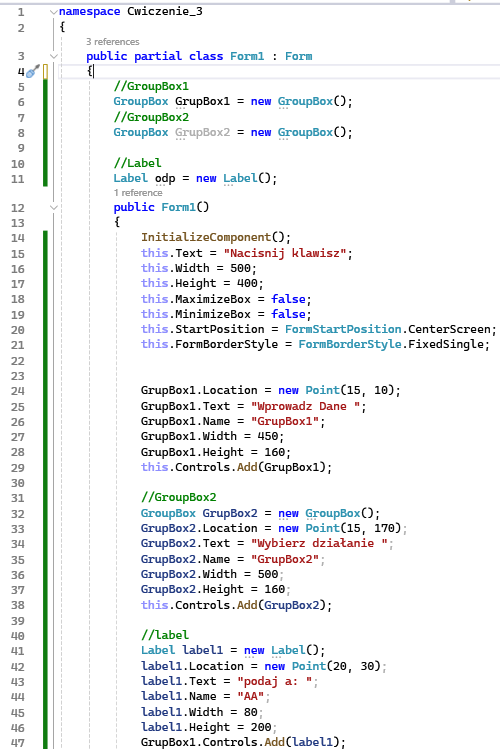 1 namespace Cwiczenie_3
2 {
3 references
3 public partial class Form1 : Form
4 {
5 //GroupBox1
6 GroupBox GrupBox1 = new GroupBox();
7 //GroupBox2
8 GroupBox GrupBox2 = new GroupBox();
9
10 //Label
11 Label odp = new Label();
1 reference
12 public Form1()
13 {
14 InitializeComponent();
15 this.Text = "Nacisnij klawisz";
16 this.Width = 500;
17 this.Height = 400;
18 this.MaximizeBox = false;
19 this.MinimizeBox = false;
20 this.StartPosition = FormStartPosition.CenterScreen;
21 this.FormBorderStyle = FormBorderStyle.FixedSingle;
22
23
24 GrupBox1.Location = new Point(15, 10);
25 GrupBox1.Text = "Wprowadz Dane ";
26 GrupBox1.Name = "GrupBox1";
27 GrupBox1.Width = 450;
28 GrupBox1.Height = 160;
29 this.Controls.Add(GrupBox1);
30
31 //GroupBox2
32 GroupBox GrupBox2 = new GroupBox();
33 GrupBox2.Location = new Point(15, 170);
34 GrupBox2.Text = "Wybierz działanie ";
35 GrupBox2.Name = "GrupBox2";
36 GrupBox2.Width = 500;
37 GrupBox2.Height = 160;
38 this.Controls.Add(GrupBox2);
39
40 //label
41 Label label1 = new Label();
42 label1.Location = new Point(20, 30);
43 label1.Text = "podaj a: ";
44 label1.Name = "AA";
45 label1.Width = 80;
46 label1.Height = 200;
47 GrupBox1.Controls.Add(label1);